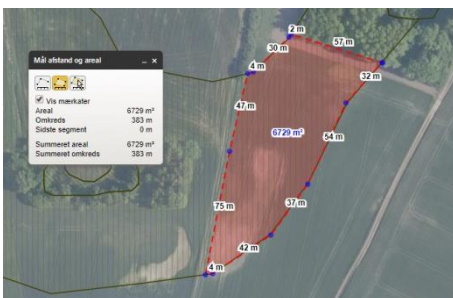 Mål afstand og areal
Vis mærkater
Areal 6729 m²
Omkreds 383 m
Sidste segment 0 m
Summeret areal 6729 m²
Summeret omkreds 383 m
2 m
57 m
30 m
4 m
32 m
47 m
6729 m²
54 m
75 m
37 m
42 m
4 m